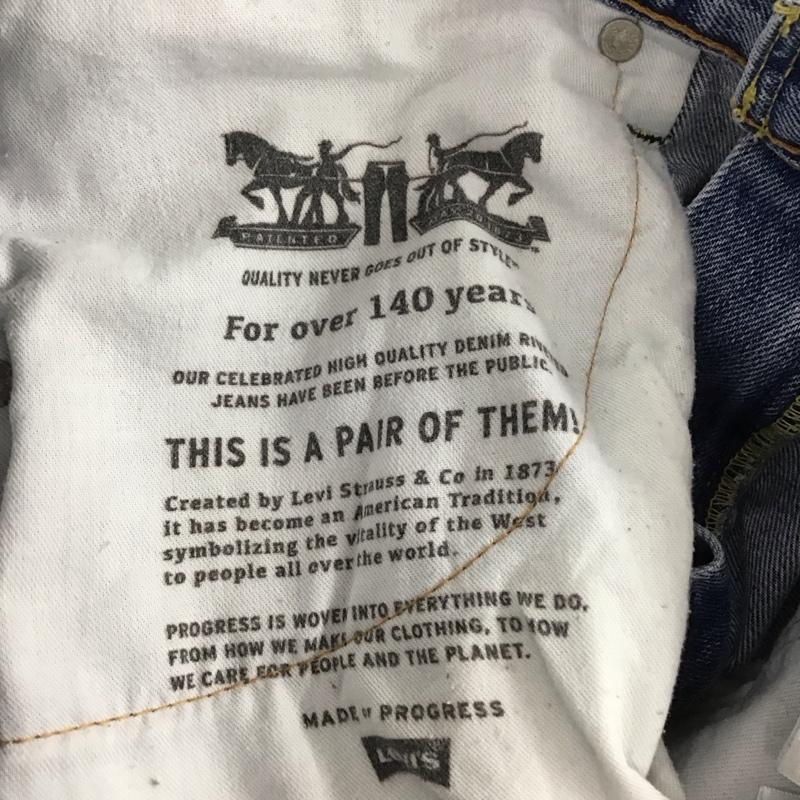 PATENTED
QUALITY NEVER GOES OUT OF STYLE™
For over 140 years
OUR CELEBRATED HIGH QUALITY DENIM
JEANS HAVE BEEN BEFORE THE PUBLIC
THIS IS A PAIR OF THEM!
Created by Levi Strauss & Co in 1873
it has become an American Tradition,
symbolizing the vitality of the West
to people all over the world.
PROGRESS IS WOVEN INTO EVERYTHING WE DO,
FROM HOW WE MAKE OUR CLOTHING, TO HOW
WE CARE FOR PEOPLE AND THE PLANET.
MADE OF PROGRESS
LEVI'S